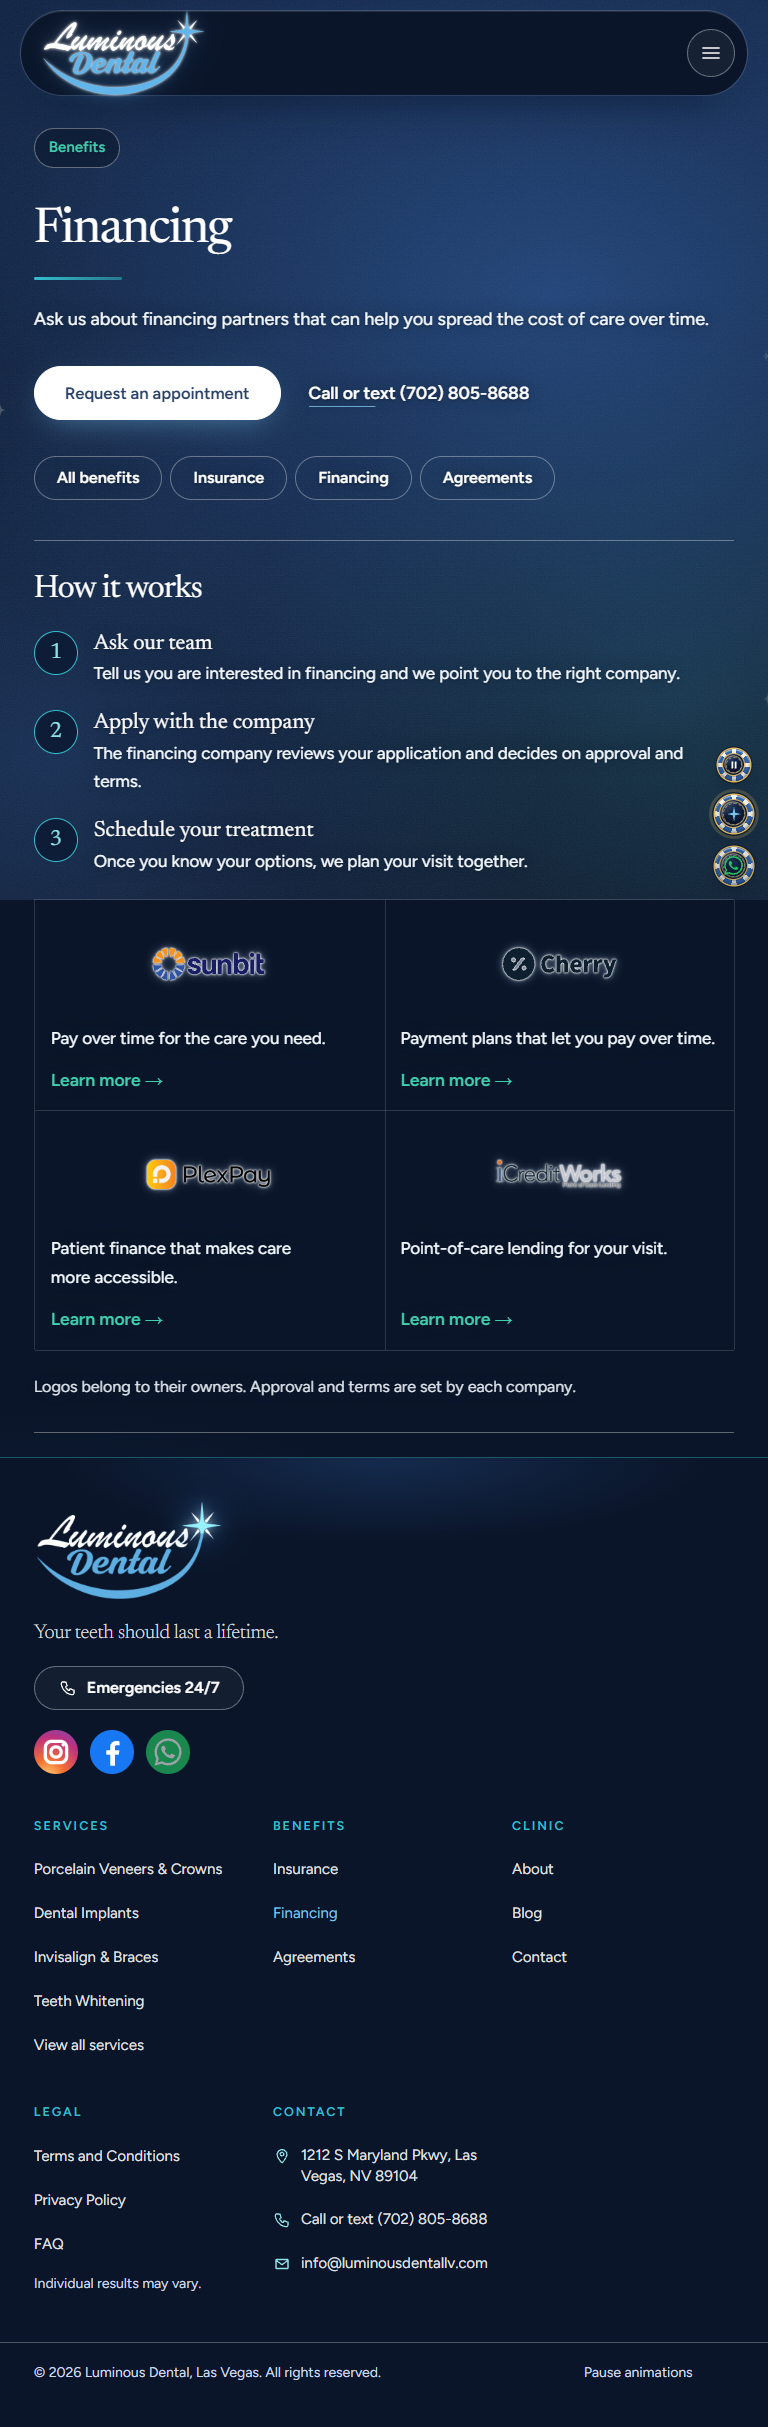 Luminous
Dental
Benefits
Financing
Ask us about financing partners that can help you spread the cost of care over time.
Request an appointment
Call or text (702) 805-8688
All benefits
Insurance
Financing
Agreements
How it works
1
Ask our team
Tell us you are interested in financing and we point you to the right company.
2
Apply with the company
The financing company reviews your application and decides on approval and
terms.
3
Schedule your treatment
Once you know your options, we plan your visit together.
sunbit
Cherry
Pay over time for the care you need.
Payment plans that let you pay over time.
Learn more →
Learn more →
PlexPay
iCreditWorks
Patient finance that makes care
more accessible.
Point-of-care lending for your visit.
Learn more →
Learn more →
Logos belong to their owners. Approval and terms are set by each company.
Luminous
Dental
Your teeth should last a lifetime.
Emergencies 24/7
SERVICES
Porcelain Veneers & Crowns
Dental Implants
Invisalign & Braces
Teeth Whitening
View all services
BENEFITS
Insurance
Financing
Agreements
CLINIC
About
Blog
Contact
LEGAL
Terms and Conditions
Privacy Policy
FAQ
Individual results may vary.
CONTACT
1212 S Maryland Pkwy, Las
Vegas, NV 89104
Call or text (702) 805-8688
info@luminousdentallv.com
© 2026 Luminous Dental, Las Vegas. All rights reserved.
Pause animations